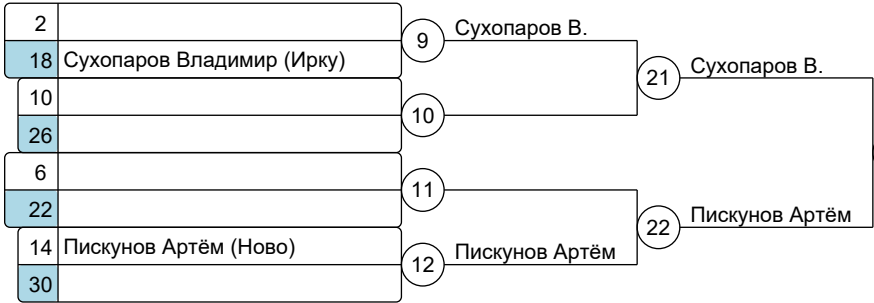 2
18 Сухопаров Владимир (Ирку)
9 Сухопаров В.
10
26
10
21 Сухопаров В.
6
22
11
14 Пискунов Артём (Ново)
30
12 Пискунов Артём
22 Пискунов Артём